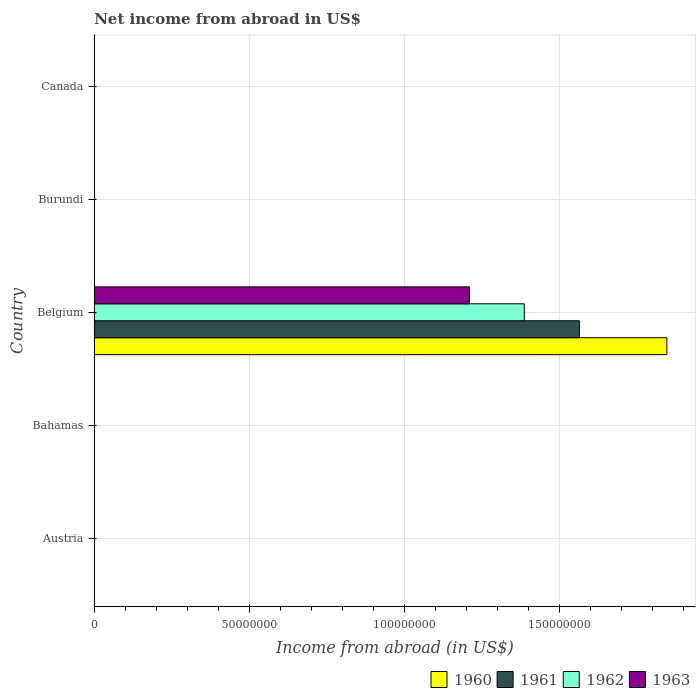 Net income from abroad in US$
Canada
Burundi
Belgium
Bahamas
Austria
Country
0
50000000
100000000
150000000
Income from abroad (in US$)
1960
1961
1962
1963